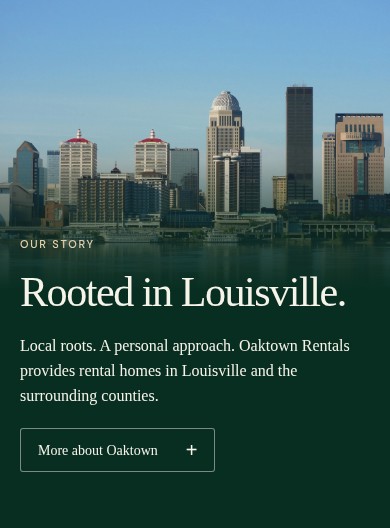 OUR STORY
Rooted in Louisville.
Local roots. A personal approach. Oaktown Rentals
provides rental homes in Louisville and the
surrounding counties.
More about Oaktown +